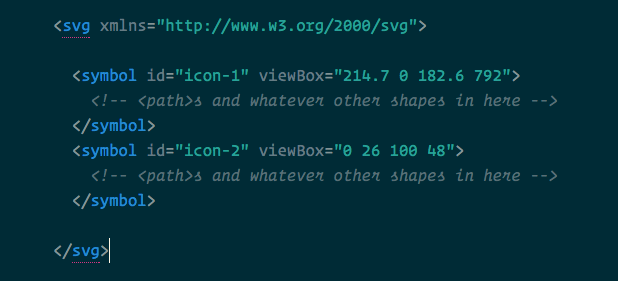 <svg xmlns="http://www.w3.org/2000/svg">
<symbol id="icon-1" viewBox="214.7 0 182.6 792">
<!-- <path>s and whatever other shapes in here -->
</symbol>
<symbol id="icon-2" viewBox="0 26 100 48">
<!-- <path>s and whatever other shapes in here -->
</symbol>
</svg>